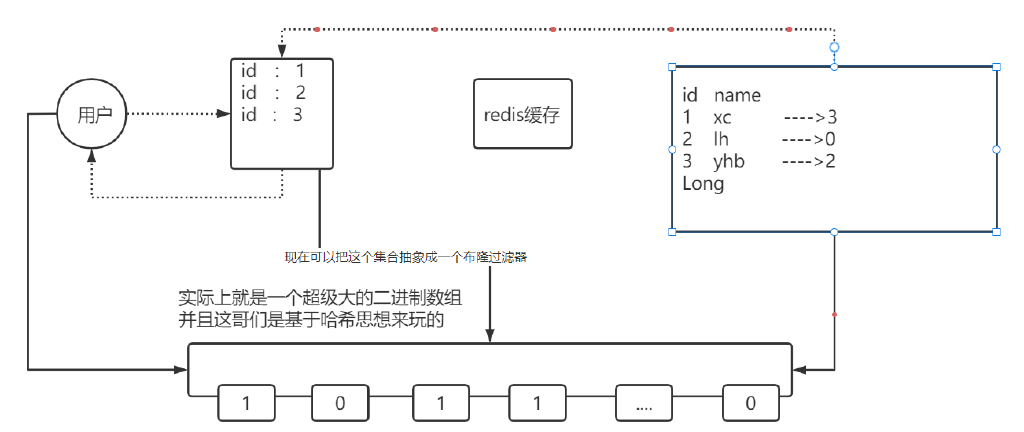 用户
id : 1
id : 2
id : 3
redis缓存
id name
1 xc ---->3
2 lh ---->0
3 yhb ---->2
Long
现在可以把这个集合抽象成一个布隆过滤器
实际上就是一个超级大的二进制数组
并且这哥们是基于哈希思想来玩的
1 0 1 1 .... 0